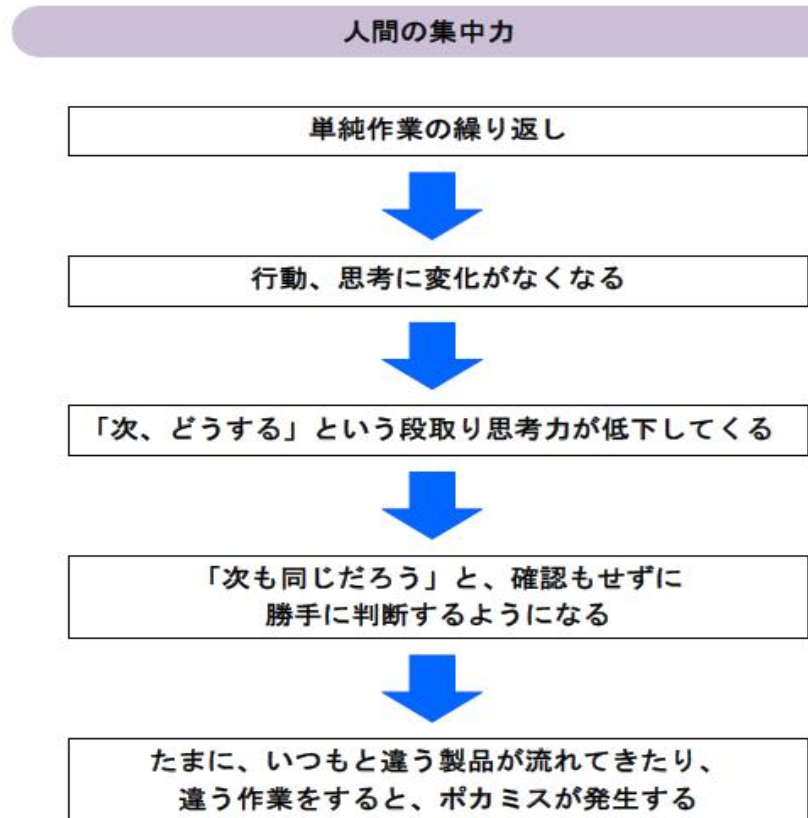 人間の集中力
単純作業の繰り返し
行動、思考に変化がなくなる
「次、どうする」という段取り思考力が低下してくる
「次も同じだろう」と、確認もせずに
勝手に判断するようになる
たまに、いつもと違う製品が流れてきたり、
違う作業をすると、ポカミスが発生する